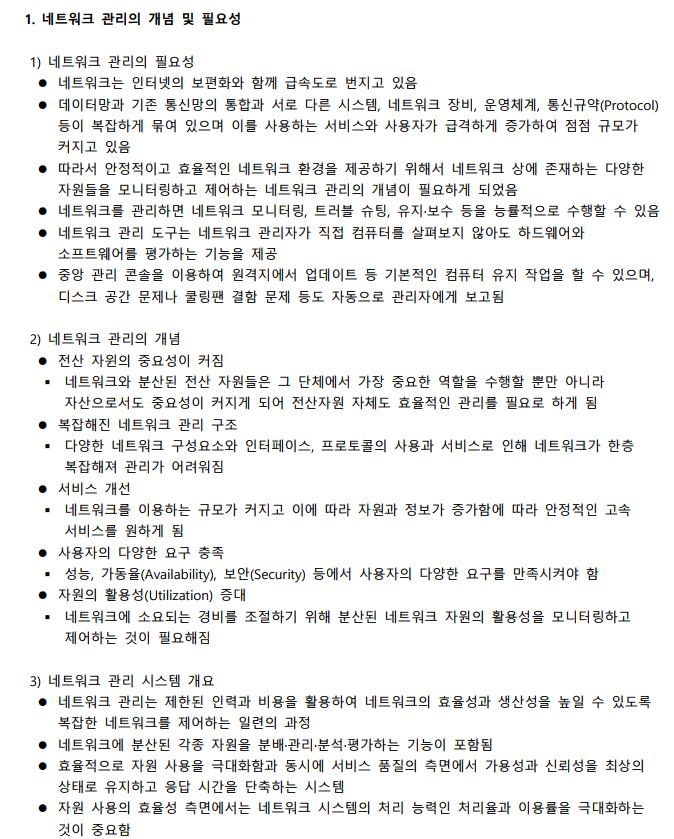 1. 네트워크 관리의 개념 및 필요성
1) 네트워크 관리의 필요성
● 네트워크는 인터넷의 보편화와 함께 급속도로 번지고 있음
● 데이터망과 기존 통신망의 통합과 서로 다른 시스템, 네트워크 장비, 운영체계, 통신규약(Protocol)
등이 복잡하게 묶여 있으며 이를 사용하는 서비스와 사용자가 급격하게 증가하여 점점 규모가
커지고 있음
● 따라서 안정적이고 효율적인 네트워크 환경을 제공하기 위해서 네트워크 상에 존재하는 다양한
자원들을 모니터링하고 제어하는 네트워크 관리의 개념이 필요하게 되었음
● 네트워크를 관리하면 네트워크 모니터링, 트러블 슈팅, 유지·보수 등을 능률적으로 수행할 수 있음
● 네트워크 관리 도구는 네트워크 관리자가 직접 컴퓨터를 살펴보지 않아도 하드웨어와
소프트웨어를 평가하는 기능을 제공
● 중앙 관리 콘솔을 이용하여 원격지에서 업데이트 등 기본적인 컴퓨터 유지 작업을 할 수 있으며,
디스크 공간 문제나 쿨링팬 결함 문제 등도 자동으로 관리자에게 보고됨
2) 네트워크 관리의 개념
● 전산 자윈의 중요성이 커짐
▪ 네트워크와 분산된 전산 자원들은 그 단체에서 가장 중요한 역할을 수행할 뿐만 아니라
자산으로서도 중요성이 커지게 되어 전산자원 자체도 효율적인 관리를 필요로 하게 됨
● 복잡해진 네트워크 관리 구조
▪ 다양한 네트워크 구성요소와 인터페이스, 프로토콜의 사용과 서비스로 인해 네트워크가 한층
복잡해져 관리가 어려워짐
● 서비스 개선
▪ 네트워크를 이용하는 규모가 커지고 이에 따라 자원과 정보가 증가함에 따라 안정적인 고속
서비스를 원하게 됨
● 사용자의 다양한 요구 충족
▪ 성능, 가동율(Availability), 보안(Security) 등에서 사용자의 다양한 요구를 만족시켜야 함
● 자원의 활용성(Utilization) 증대
▪ 네트워크에 소요되는 경비를 조절하기 위해 분산된 네트워크 자원의 활용성을 모니터링하고
제어하는 것이 필요해짐
3) 네트워크 관리 시스템 개요
● 네트워크 관리는 제한된 인력과 비용을 활용하여 네트워크의 효율성과 생산성을 높일 수 있도록
복잡한 네트워크를 제어하는 일련의 과정
● 네트워크에 분산된 각종 자원을 분배·관리·분석·평가하는 기능이 포함됨
● 효율적으로 자원 사용을 극대화함과 동시에 서비스 품질의 측면에서 가용성과 신뢰성을 최상의
상태로 유지하고 응답 시간을 단축하는 시스템
● 자원 사용의 효율성 측면에서는 네트워크 시스템의 처리 능력인 처리율과 이용률을 극대화하는
것이 중요함